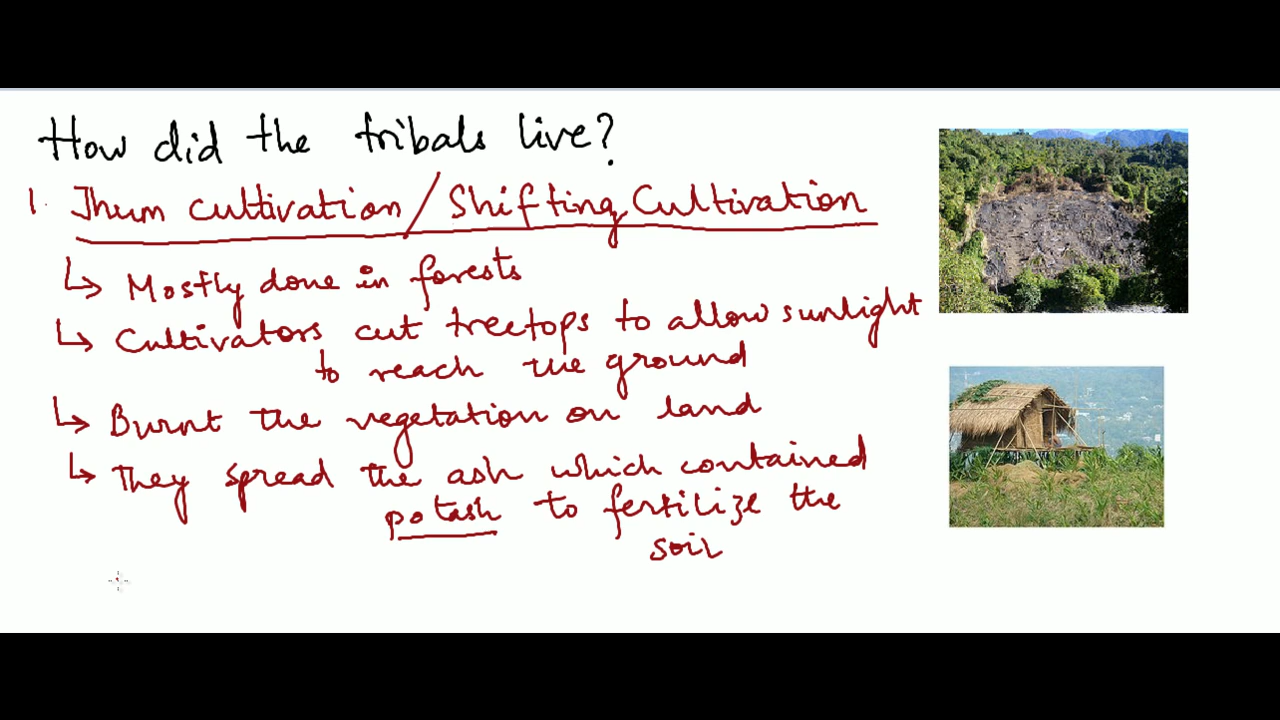 How did the tribals live?
1. Jhum cultivation / Shifting Cultivation
↳ Mostly done in forests
↳ Cultivators cut treetops to allow sunlight
to reach the ground
↳ Burnt the vegetation on land
↳ They spread the ash which contained
potash to fertilize the
soil